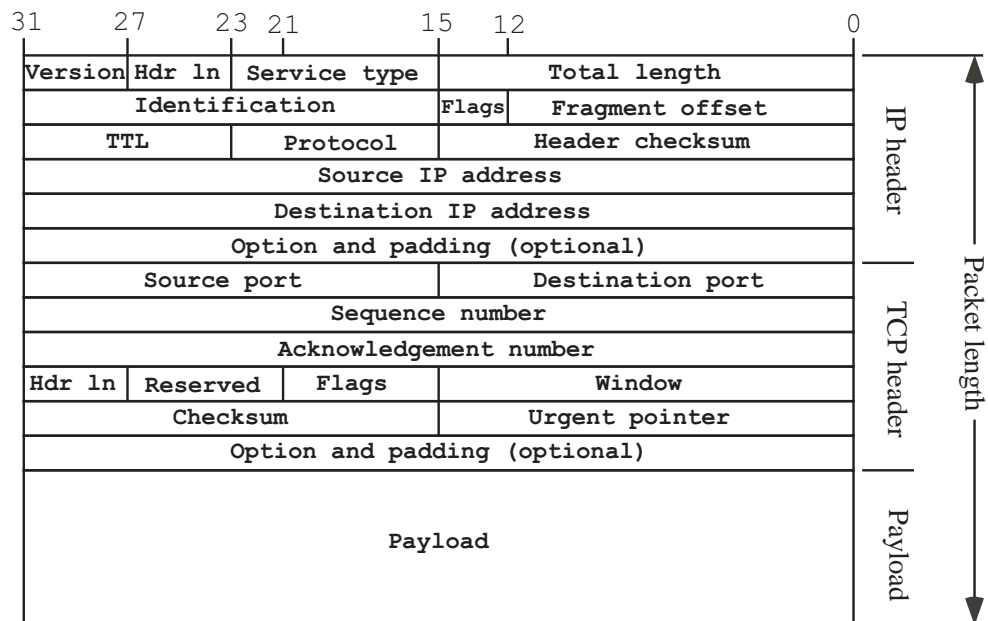 31 27 23 21 15 12 0
Version Hdr ln Service type Total length
Identification Flags Fragment offset
TTL Protocol Header checksum
Source IP address
Destination IP address
Option and padding (optional)
IP header
Source port Destination port
Sequence number
Acknowledgement number
Hdr ln Reserved Flags Window
Checksum Urgent pointer
Option and padding (optional)
TCP header
Payload
Payload
Packet length